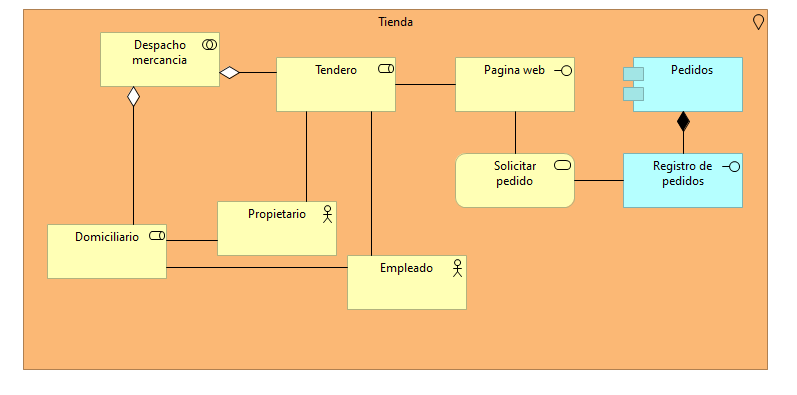 Tienda
Despacho
mercancia
Tendero
Pagina web
Pedidos
Solicitar
pedido
Registro de
pedidos
Propietario
Domiciliario
Empleado